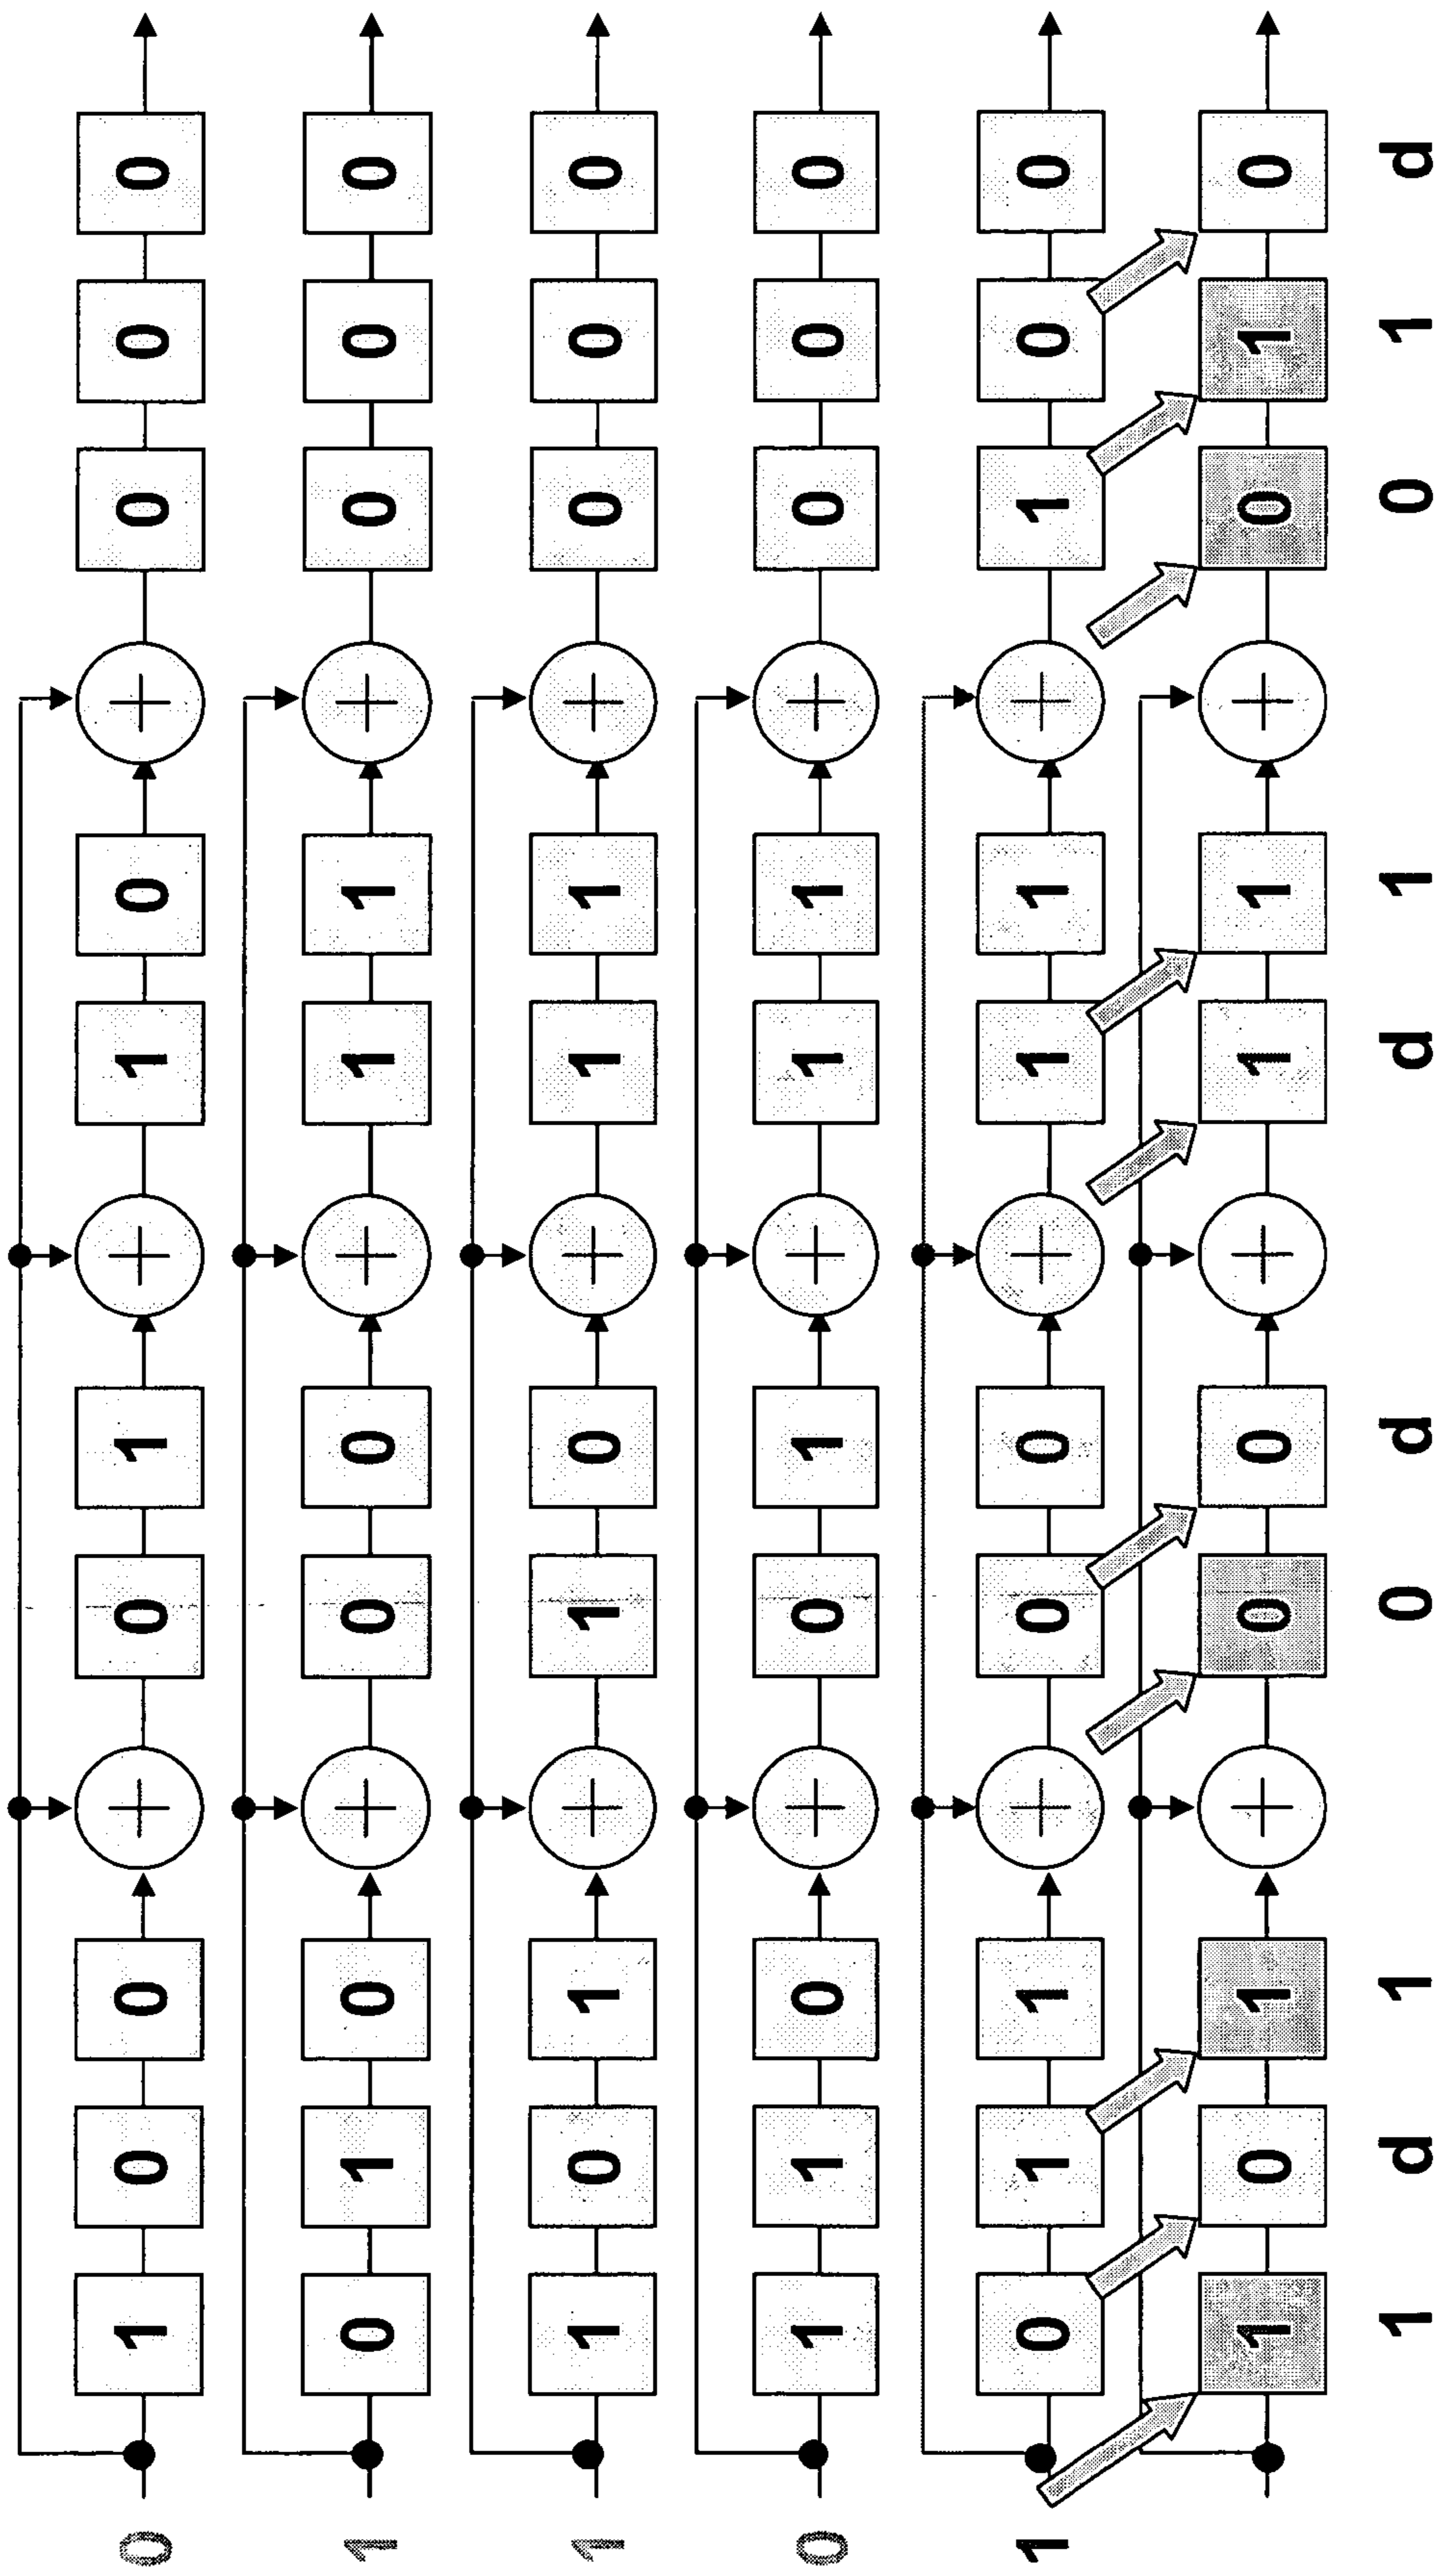 0 1 0 0 + 0 1 + 1 0 + 0 0 0
1 0 1 0 + 0 0 + 1 1 + 0 0 0
1 1 0 1 + 1 0 + 1 1 + 0 0 0
0 1 1 0 + 0 1 + 1 1 + 0 0 0
1 0 1 1 + 0 0 + 1 1 + 1 0 0
1 0 1 + 0 0 + 1 1 + 0 1 0
1 d 1 0 d d 1 0 1 d